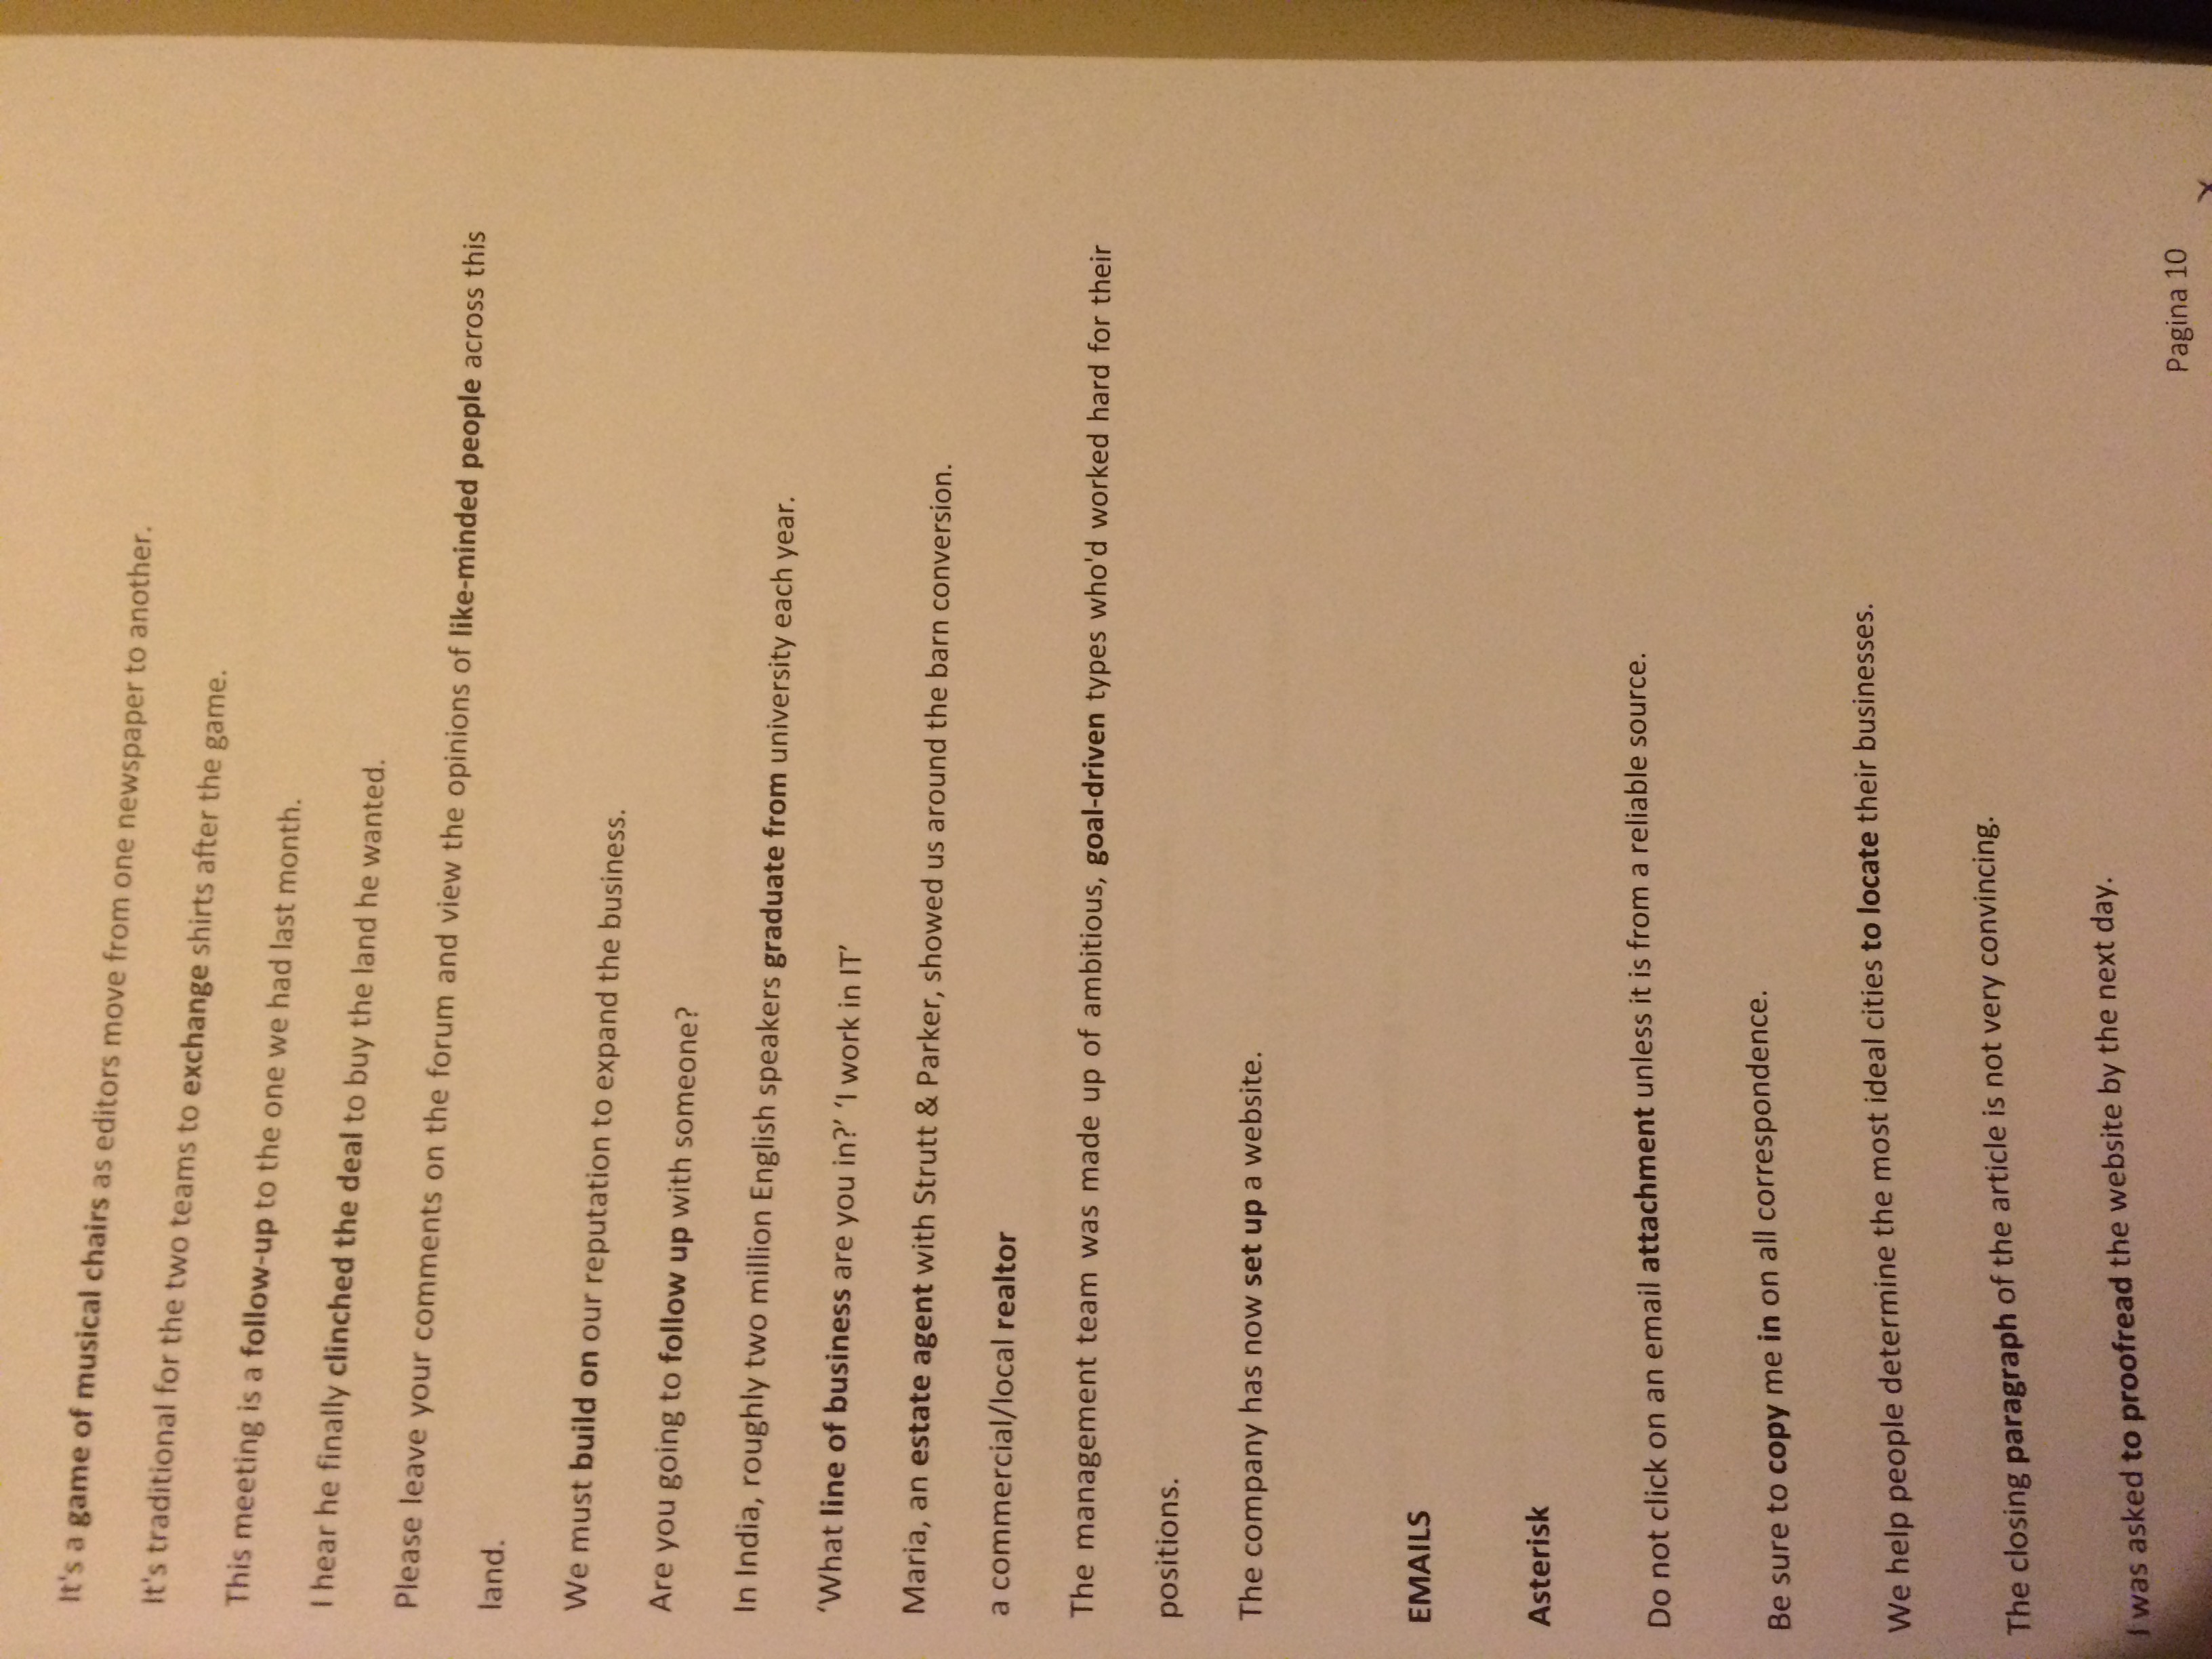 It's a game of musical chairs as editors move from one newspaper to another.
It's traditional for the two teams to exchange shirts after the game.
This meeting is a follow-up to the one we had last month.
I hear he finally clinched the deal to buy the land he wanted.
Please leave your comments on the forum and view the opinions of like-minded people across this
land.
We must build on our reputation to expand the business.
Are you going to follow up with someone?
In India, roughly two million English speakers graduate from university each year.
‘What line of business are you in?’ ‘I work in IT’
Maria, an estate agent with Strutt & Parker, showed us around the barn conversion.
a commercial/local realtor
The management team was made up of ambitious, goal-driven types who'd worked hard for their
positions.
The company has now set up a website.
EMAILS
Asterisk
Do not click on an email attachment unless it is from a reliable source.
Be sure to copy me in on all correspondence.
We help people determine the most ideal cities to locate their businesses.
The closing paragraph of the article is not very convincing.
I was asked to proofread the website by the next day.
Pagina 10